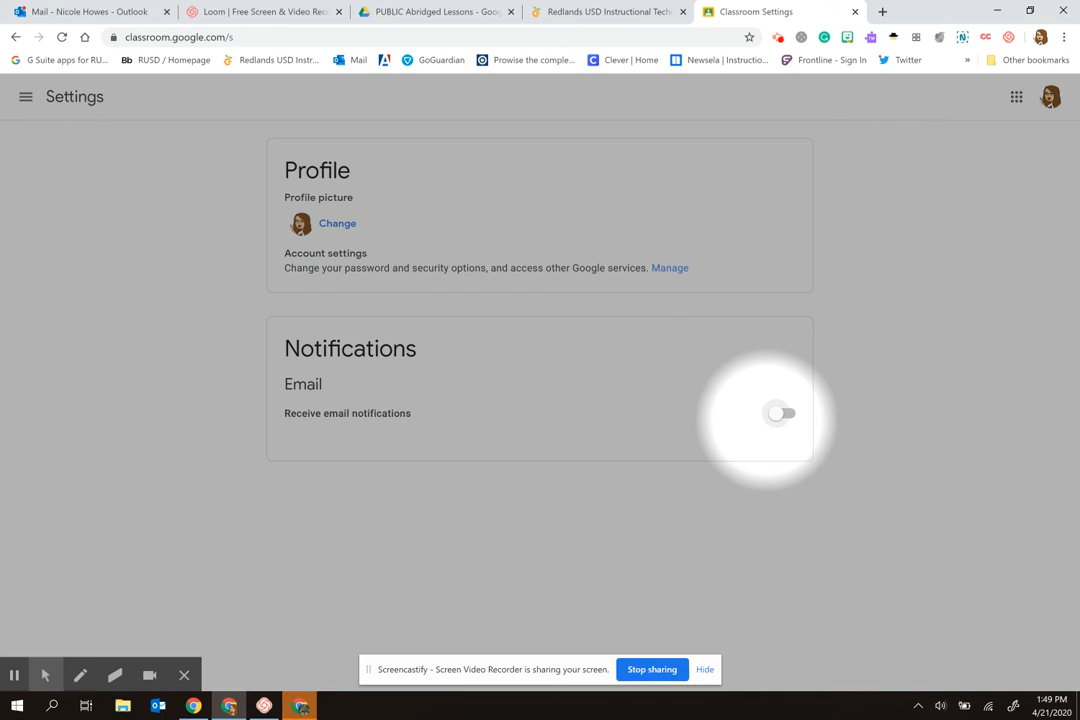 Mail - Nicole Howes - Outlook
Loom | Free Screen & Video Rec
PUBLIC Abridged Lessons - Goog
Redlands USD Instructional Tech
Classroom Settings
classroom.google.com/s
G Suite apps for RU...
Bb RUSD / Homepage
Redlands USD Instr...
Mail
GoGuardian
Prowise the comple...
Clever | Home
Newsela | Instructio...
Frontline - Sign In
Twitter
»
Other bookmarks
Settings
Profile
Profile picture
Change
Account settings
Change your password and security options, and access other Google services. Manage
Notifications
Email
Receive email notifications
Screencastify - Screen Video Recorder is sharing your screen.
Stop sharing
Hide
1:49 PM
4/21/2020